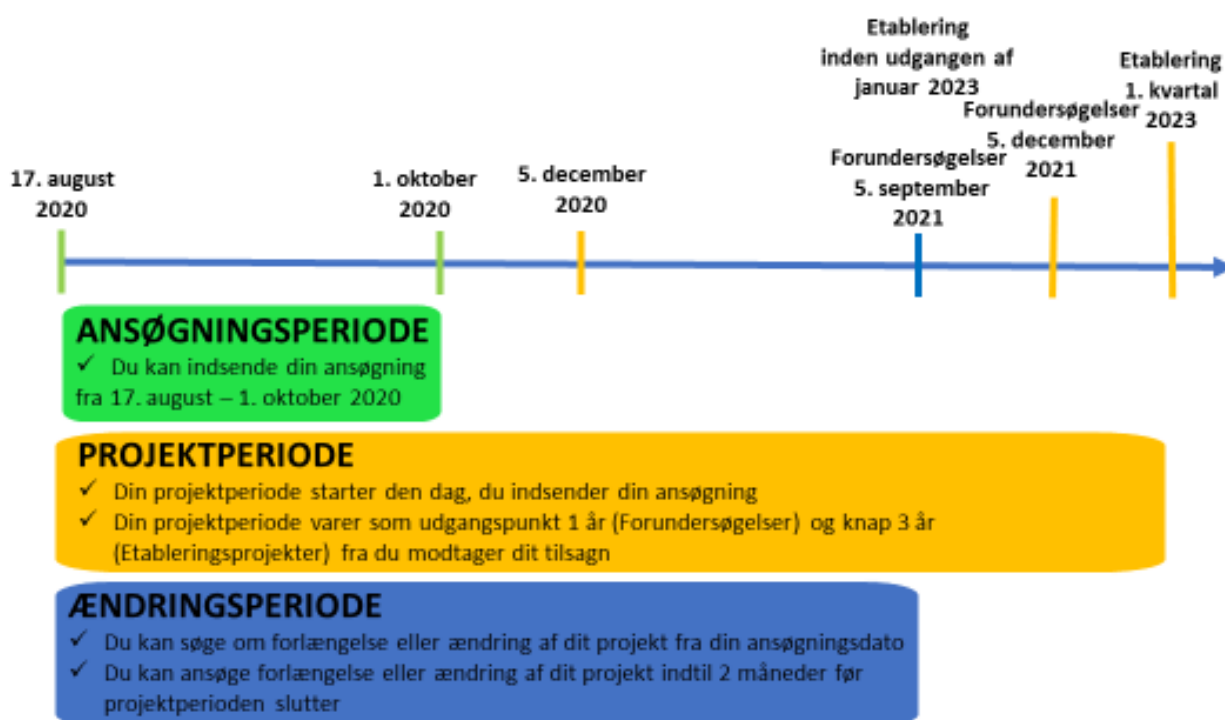 17. august
2020
1. oktober
2020
5. december
2020
Etablering
inden udgangen af
januar 2023
Forundersøgelser
5. september
2021
Forundersøgelser
5. december
2021
Etablering
1. kvartal
2023
ANSØGNINGSPERIODE
✓ Du kan indsende din ansøgning
fra 17. august – 1. oktober 2020
PROJEKTPERIODE
✓ Din projektperiode starter den dag, du indsender din ansøgning
✓ Din projektperiode varer som udgangspunkt 1 år (Forundersøgelser) og knap 3 år
(Etableringsprojekter) fra du modtager dit tilsagn
ÆNDRINGSPERIODE
✓ Du kan søge om forlængelse eller ændring af dit projekt fra din ansøgningsdato
✓ Du kan ansøge forlængelse eller ændring af dit projekt indtil 2 måneder før
projektperioden slutter